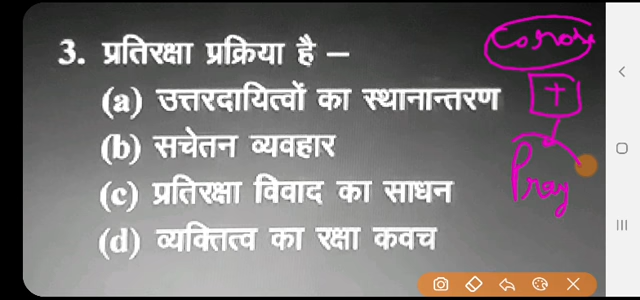 3. प्रतिरक्षा प्रक्रिया है –
(a) उत्तरदायित्वों का स्थानान्तरण
(b) सचेतन व्यवहार
(c) प्रतिरक्षा विवाद का साधन
(d) व्यक्तित्व का रक्षा कवच
+
Pray